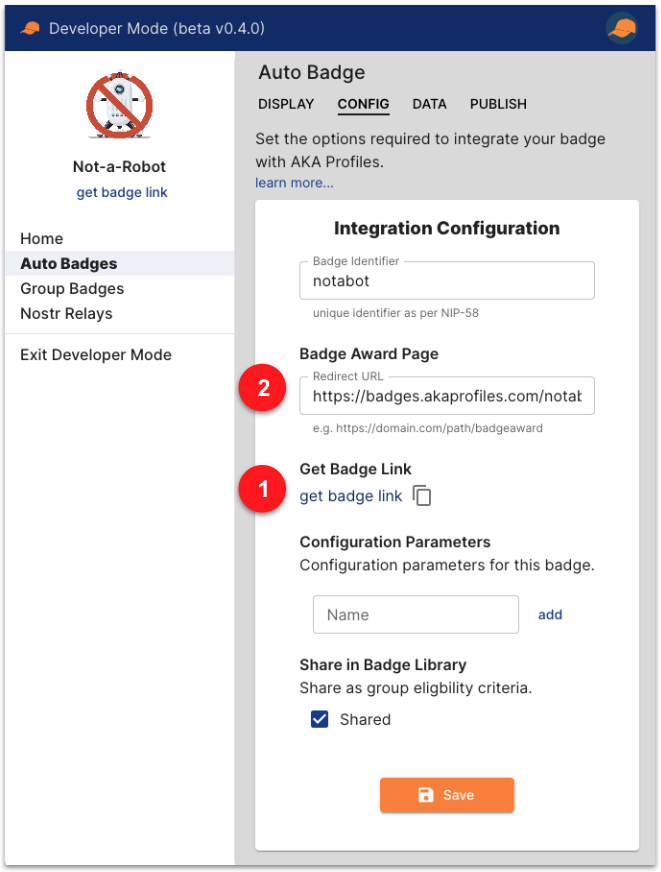 Developer Mode (beta v0.4.0)
Not-a-Robot
get badge link
Home
Auto Badges
Group Badges
Nostr Relays
Exit Developer Mode
Auto Badge
DISPLAY CONFIG DATA PUBLISH
Set the options required to integrate your badge
with AKA Profiles.
learn more...
Integration Configuration
Badge Identifier
notabot
unique identifier as per NIP-58
Badge Award Page
2
Redirect URL
https://badges.akaprofiles.com/notab
e.g. https://domain.com/path/badgeaward
Get Badge Link
1
get badge link
Configuration Parameters
Configuration parameters for this badge.
Name add
Share in Badge Library
Share as group eligbility criteria.
Shared
Save